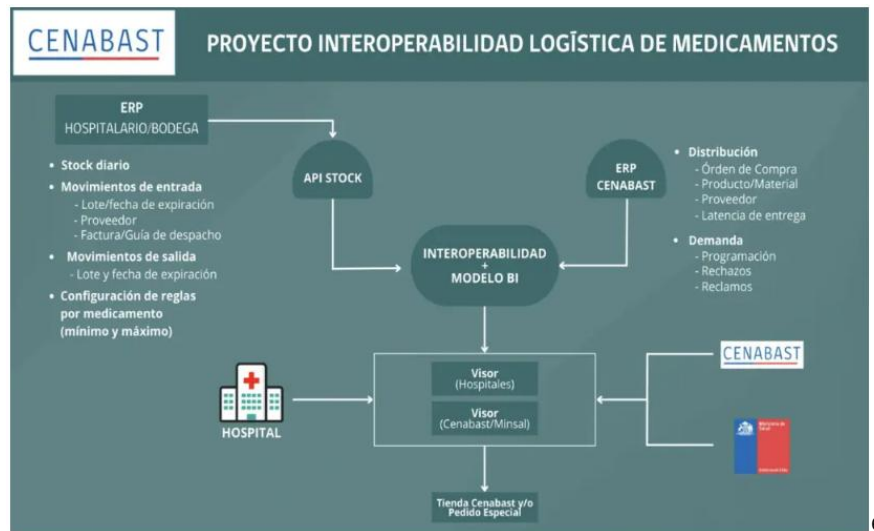 CENABAST
PROYECTO INTEROPERABILIDAD LOGÍSTICA DE MEDICAMENTOS
ERP
HOSPITALARIO/BODEGA
• Stock diario
• Movimientos de entrada
- Lote/fecha de expiración
- Proveedor
- Factura/Guía de despacho
• Movimientos de salida
- Lote y fecha de expiración
• Configuración de reglas
por medicamento
(mínimo y máximo)
API STOCK
ERP
CENABAST
• Distribución
- Órden de Compra
- Producto/Material
- Proveedor
- Latencia de entrega
• Demanda
- Programación
- Rechazos
- Reclamos
INTEROPERABILIDAD
+
MODELO BI
Visor
(Hospitales)
Visor
(Cenabast/Minsal)
HOSPITAL
CENABAST
Ministerio de
Salud
Tienda Cenabast y/o
Pedido Especial